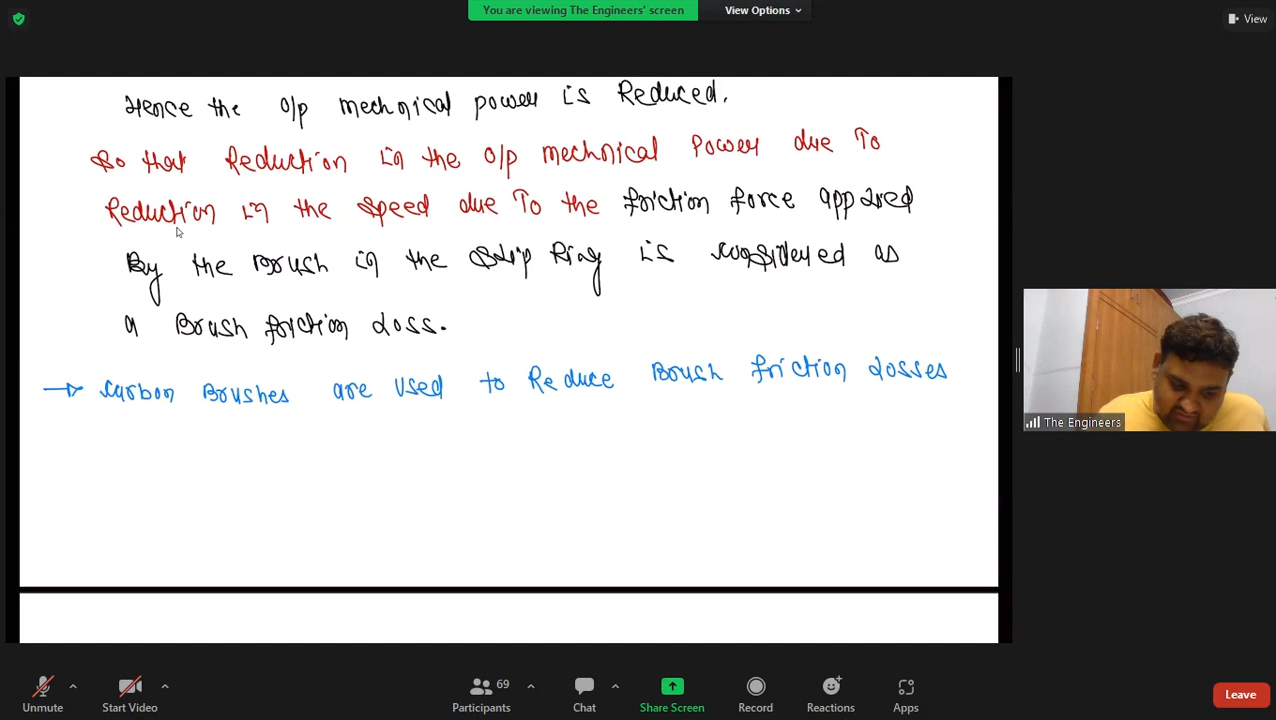 You are viewing The Engineers' screen
View Options
View
Hence the o/p mechnical power is Reduced.
So that Reduction in the o/p mechnical Power due To
Reduction in the speed due To the friction force appared
By the Brush in the Slip Ring is considered as
a Brush friction Loss.
→ Carbon Brushes are used to Reduce Brush friction Losses
The Engineers
Unmute
Start Video
69
Participants
Chat
Share Screen
Record
Reactions
Apps
Leave